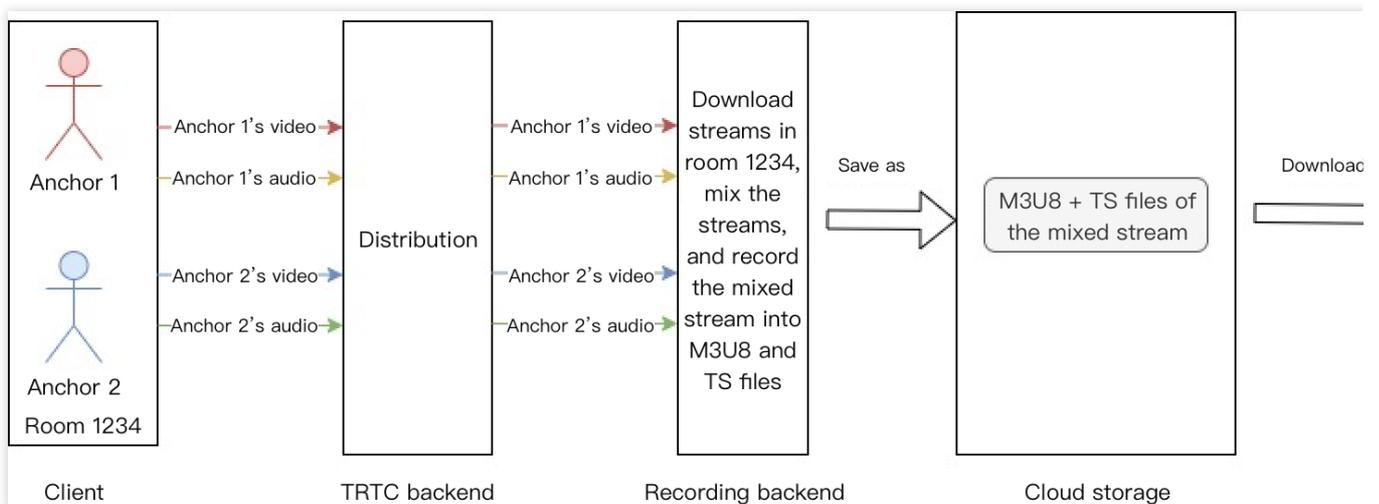 Anchor 1
Anchor 2
Room 1234
Client
Anchor 1's video
Anchor 1's audio
Anchor 2's video
Anchor 2's audio
Distribution
TRTC backend
Anchor 1's video
Anchor 1's audio
Anchor 2's video
Anchor 2's audio
Download
streams in
room 1234,
mix the
streams,
and record
the mixed
stream into
M3U8 and
TS files
Recording backend
Save as
M3U8 + TS files of
the mixed stream
Cloud storage
Download